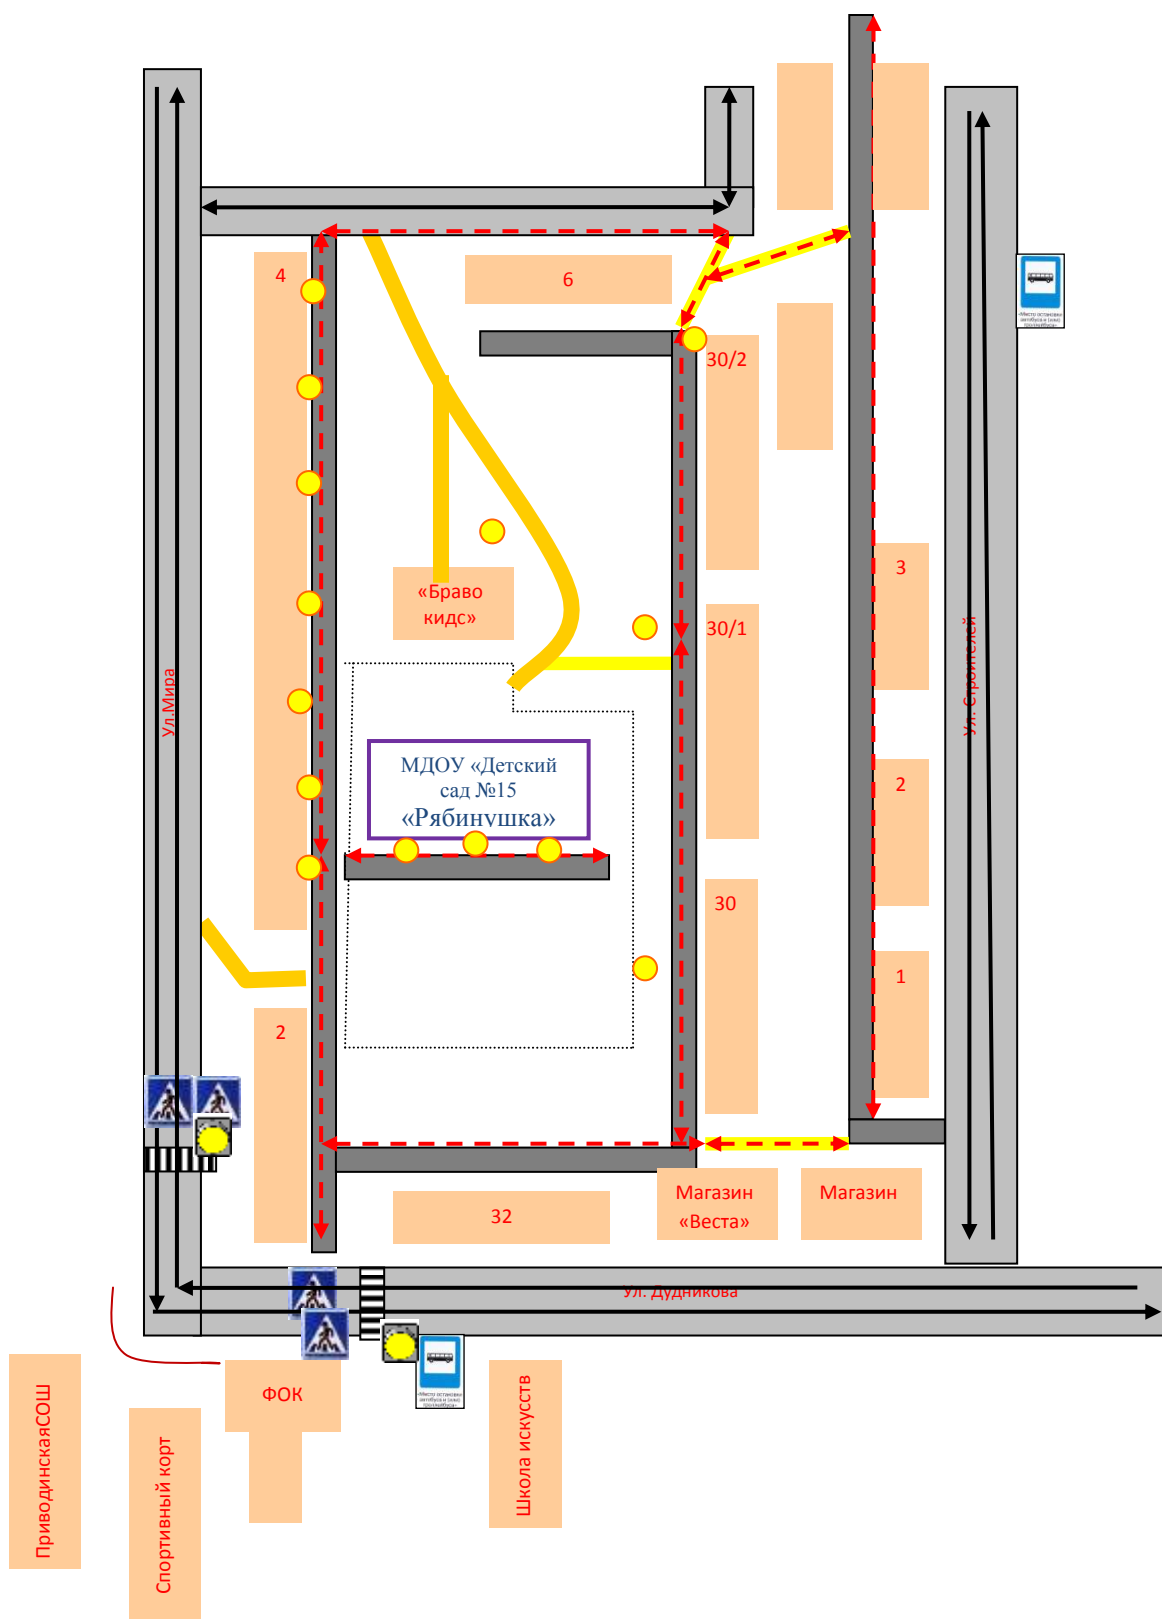 4
6
30/2
«Браво
кидс»
30/1
3
Ул.Мира
Ул. Строителей
МДОУ «Детский
сад №15
«Рябинушка»
2
30
1
2
Магазин
«Веста»
Магазин
32
Ул. Дудникова
ФОК
Школа искусств
ПриводинскаяСОШ
Спортивный корт